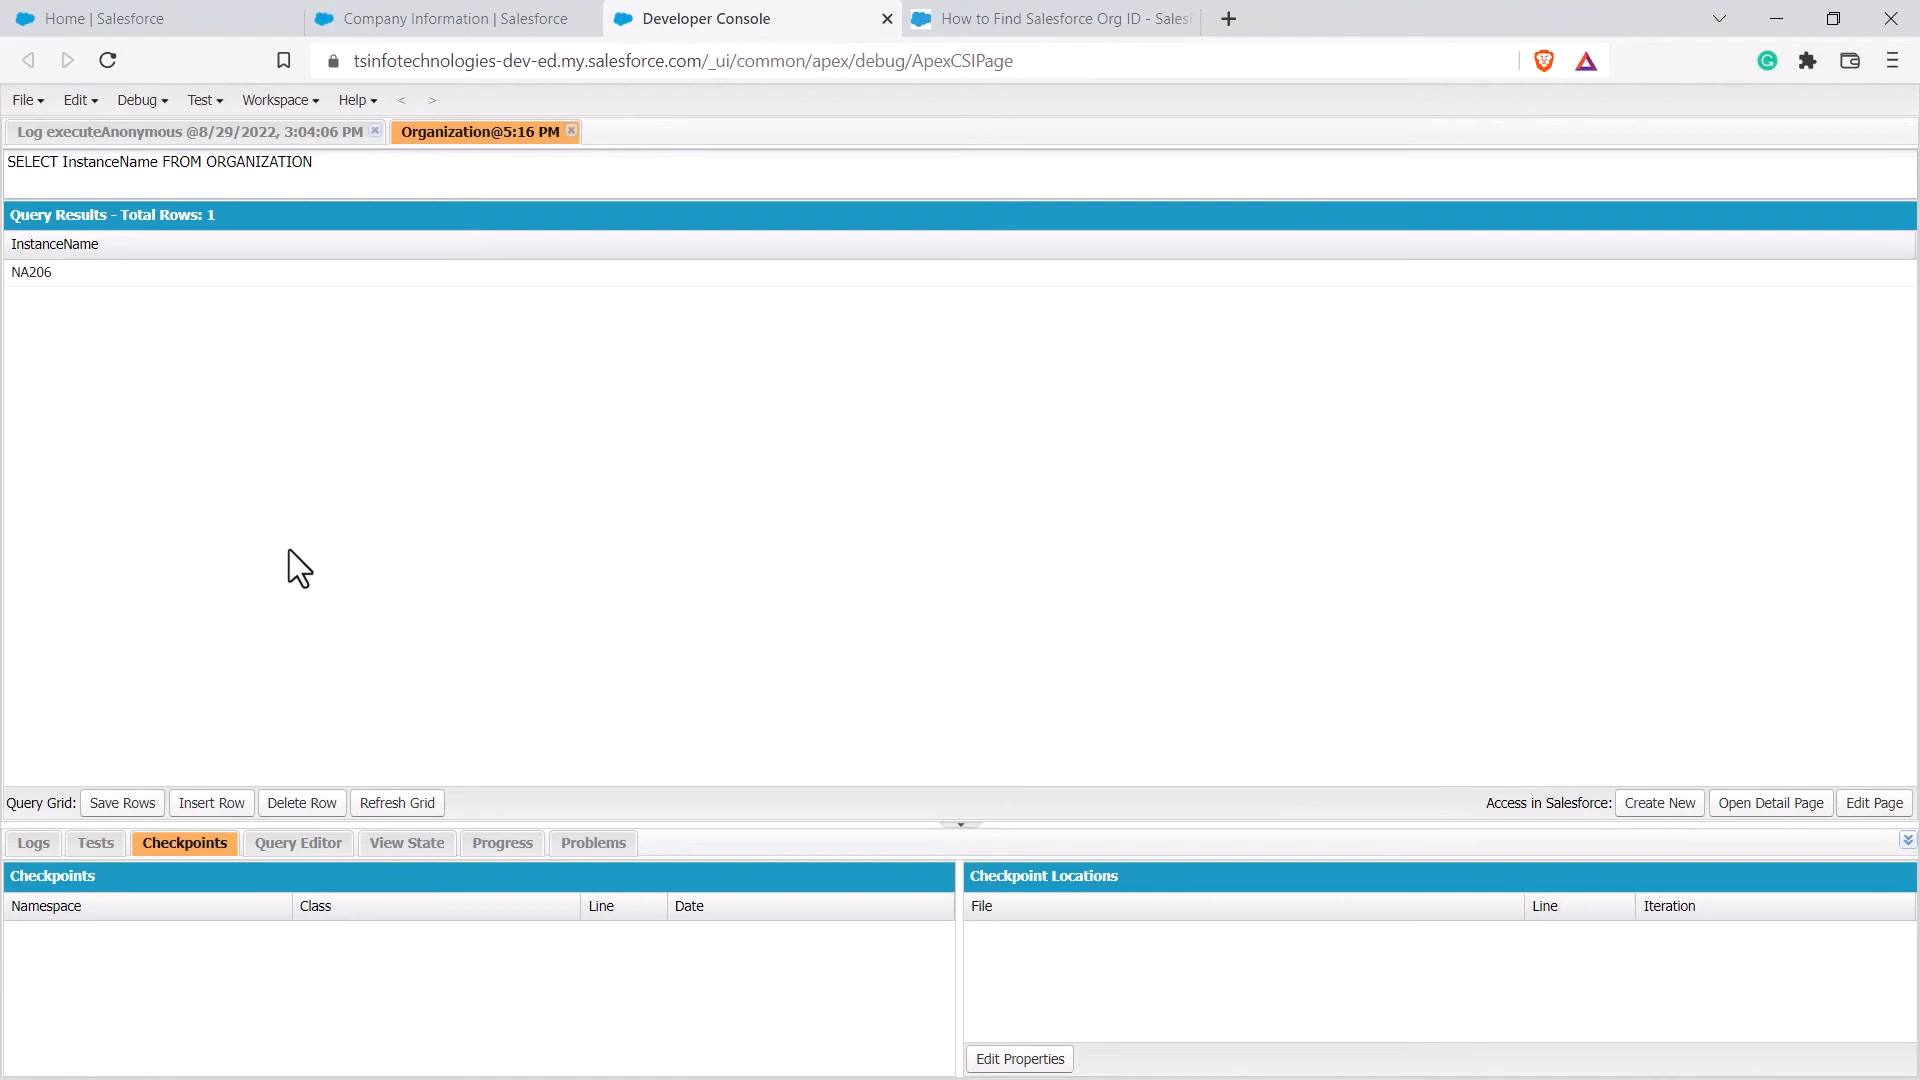 Home | Salesforce
Company Information | Salesforce
Developer Console
How to Find Salesforce Org ID - Sales
tsinfotechnologies-dev-ed.my.salesforce.com/_ui/common/apex/debug/ApexCSIPage
File Edit Debug Test Workspace Help < >
Log executeAnonymous @8/29/2022, 3:04:06 PM
Organization@5:16 PM
SELECT InstanceName FROM ORGANIZATION
Query Results - Total Rows: 1
InstanceName
NA206
Query Grid: Save Rows Insert Row Delete Row Refresh Grid
Access in Salesforce: Create New Open Detail Page Edit Page
Logs Tests Checkpoints Query Editor View State Progress Problems
Checkpoints
Namespace Class Line Date
Checkpoint Locations
File Line Iteration
Edit Properties